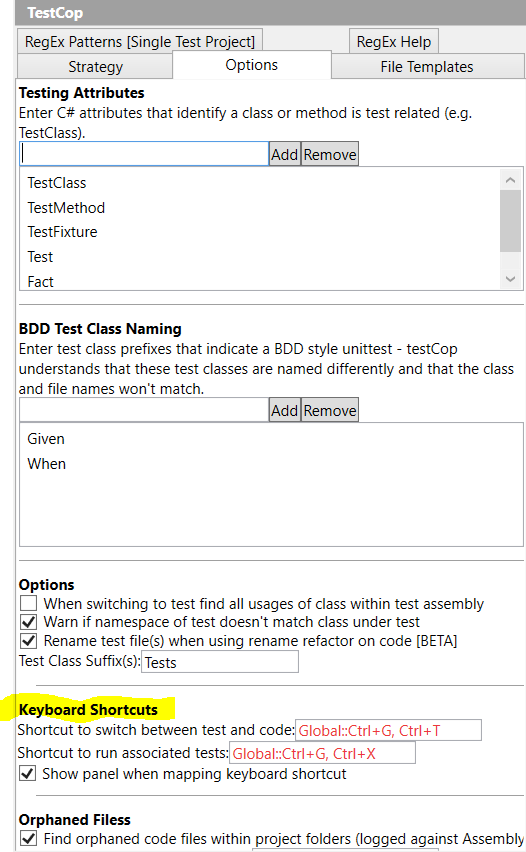 TestCop
RegEx Patterns [Single Test Project]
RegEx Help
Strategy
Options
File Templates
Testing Attributes
Enter C# attributes that identify a class or method is test related (e.g.
TestClass).
Add Remove
TestClass
TestMethod
TestFixture
Test
Fact
BDD Test Class Naming
Enter test class prefixes that indicate a BDD style unittest - testCop
understands that these test classes are named differently and that the class
and file names won't match.
Add Remove
Given
When
Options
When switching to test find all usages of class within test assembly
Warn if namespace of test doesn't match class under test
Rename test file(s) when using rename refactor on code [BETA]
Test Class Suffix(s): Tests
Keyboard Shortcuts
Shortcut to switch between test and code: Global::Ctrl+G, Ctrl+T
Shortcut to run associated tests: Global::Ctrl+G, Ctrl+X
Show panel when mapping keyboard shortcut
Orphaned Filess
Find orphaned code files within project folders (logged against Assembly